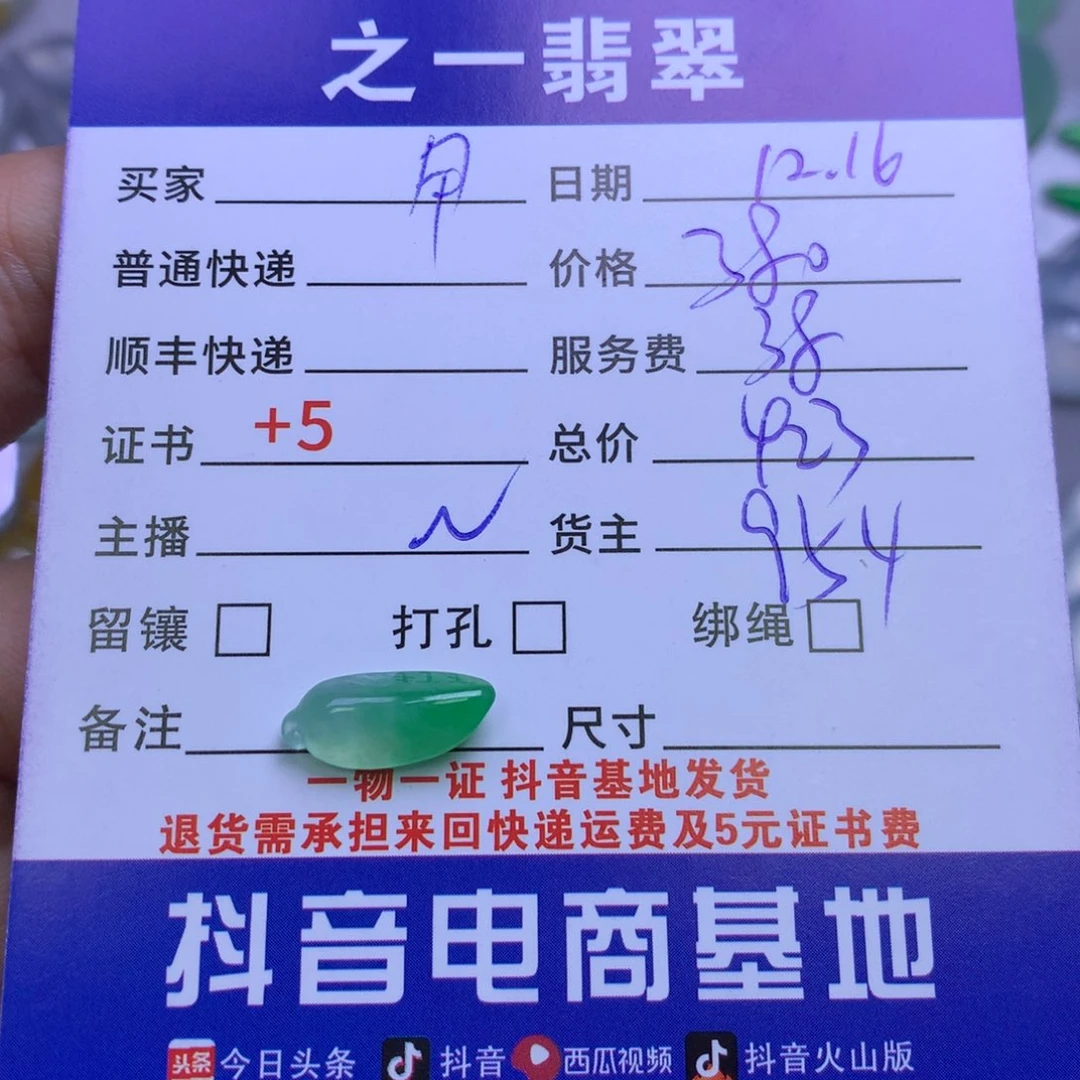 之一翡翠
买家 甲 日期 12.16
普通快递 价格 380
顺丰快递 服务费 38
证书 +5 总价 423
主播 N 货主 954
留镶 打孔 绑绳
备注 尺寸
一物一证 抖音基地发货
退货需承担来回快递运费及5元证书费
抖音电商基地
头条 今日头条 抖音 西瓜视频 抖音火山版